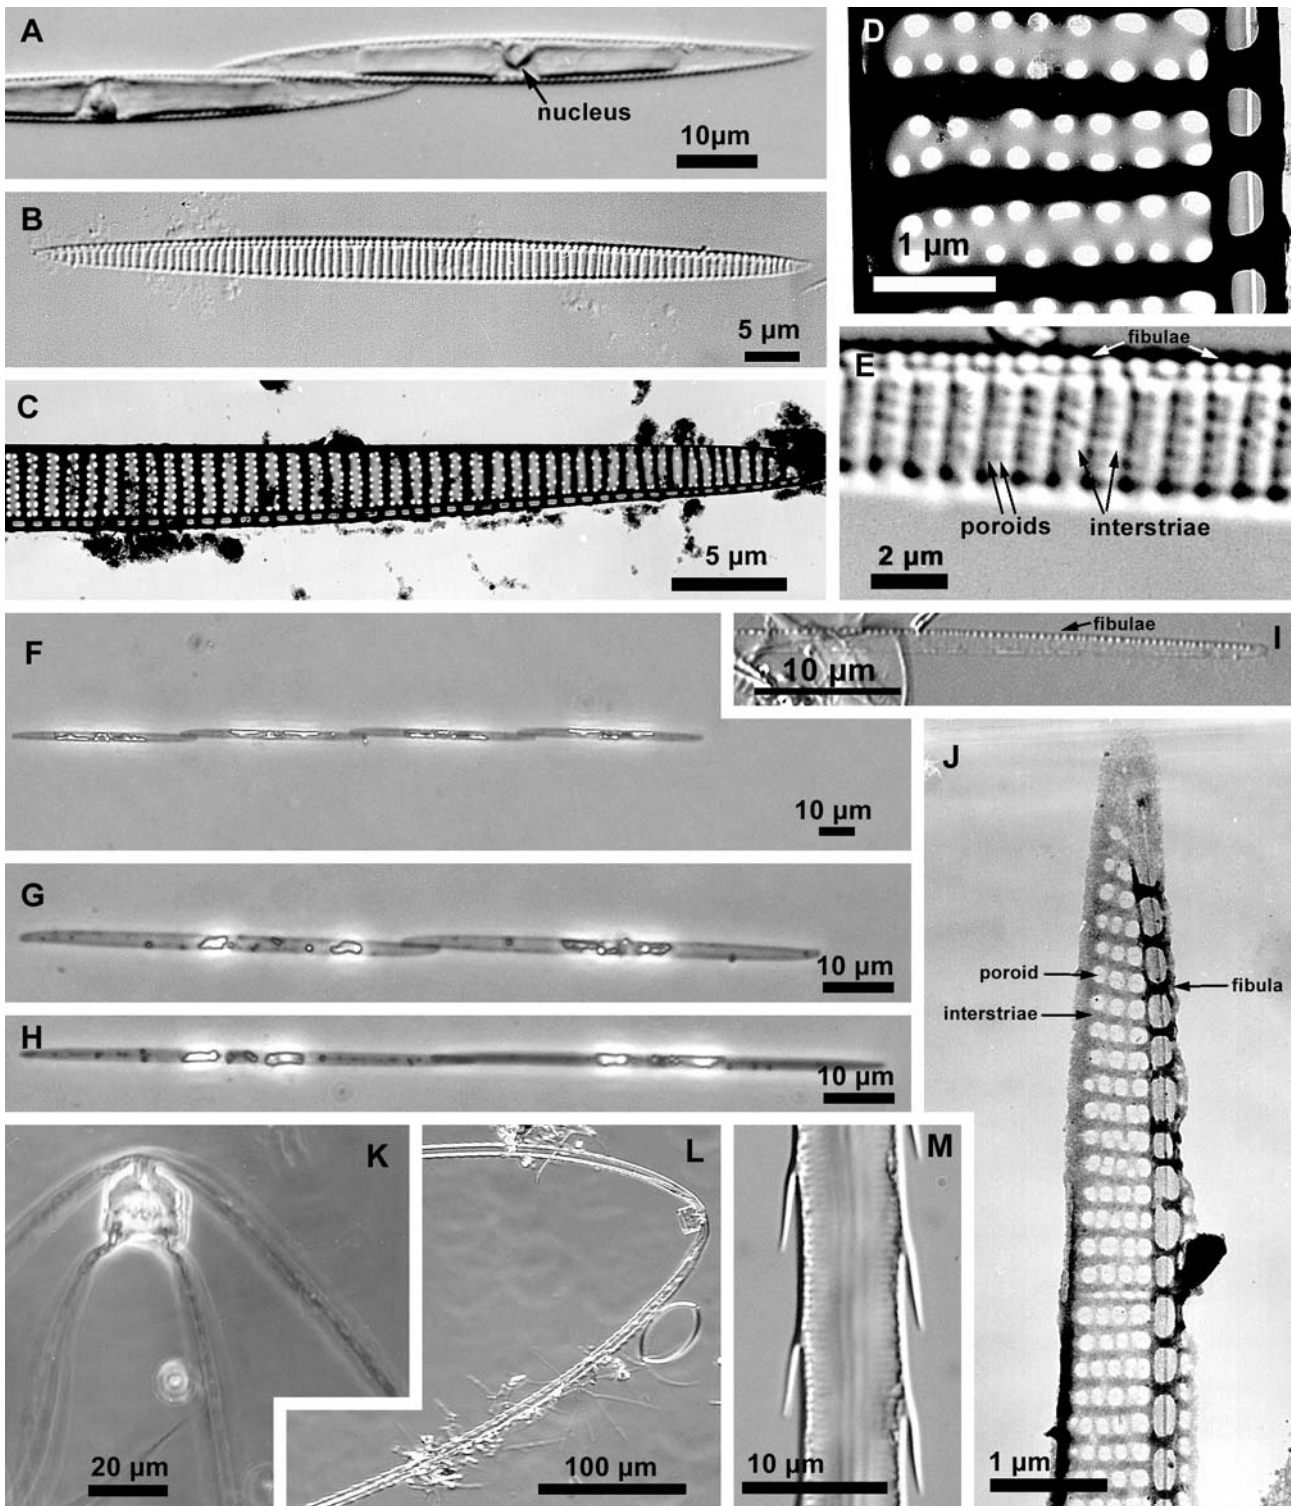 A
nucleus
10µm
B
5 µm
C
5 µm
D
1 µm
fibulae
E
poroids
interstriae
2 µm
F
10 µm
G
10 µm
H
10 µm
fibulae
I
10 µm
J
poroid
fibula
interstriae
1 µm
K
20 µm
L
100 µm
M
10 µm